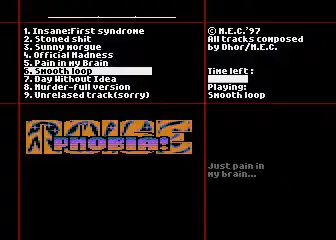 1. Insane:First syndrome
2. Stoned shit
3. Sunny morgue
4. Official Madness
5. Pain in my Brain
6. Smooth loop
7. Day Without Idea
8. Murder-full version
9. Unrelased track(sorry)
© M.E.C.'97
All tracks composed
by Dhor/M.E.C.
Time left :
Playing:
Smooth loop
NOISE
PHOBIA!
Just pain in
my brain...